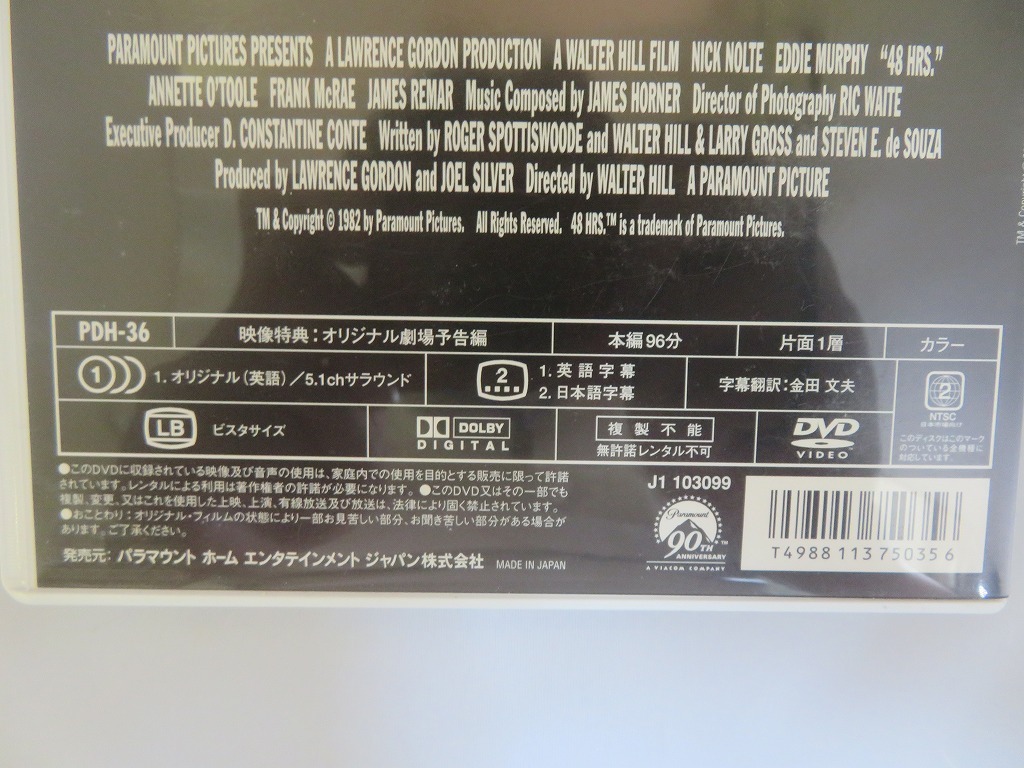 PARAMOUNT PICTURES PRESENTS A LAWRENCE GORDON PRODUCTION A WALTER HILL FILM NICK NOLTE EDDIE MURPHY "48 HRS."
ANNETTE O'TOOLE FRANK McRAE JAMES REMAR Music Composed by JAMES HORNER Director of Photography RIC WAITE
Executive Producer D. CONSTANTINE CONTE Written by ROGER SPOTTISWOODE and WALTER HILL & LARRY GROSS and STEVEN E. de SOUZA
Produced by LAWRENCE GORDON and JOEL SILVER Directed by WALTER HILL A PARAMOUNT PICTURE
TM & Copyright © 1982 by Paramount Pictures. All Rights Reserved. 48 HRS.™ is a trademark of Paramount Pictures.
PDH-36 映像特典：オリジナル劇場予告編 本編96分 片面1層 カラー
1 1. オリジナル(英語)／5.1chサラウンド
2 1. 英語字幕
2. 日本語字幕
字幕翻訳：金田 文夫
2
NTSC
日本市場向け
このディスクはこのマーク
のついている全機種に
対応しています。
LB ビスタサイズ
DOLBY
DIGITAL
複製不能
無許諾レンタル不可
DVD
VIDEO
●このDVDに収録されている映像及び音声の使用は、家庭内での使用を目的とする販売に限って許諾
されています。レンタルによる利用は著作権者の許諾が必要になります。●このDVD又はその一部でも
複製、変更、又はこれを使用した上映、上演、有線放送及び放送は、法律により固く禁止されています。
●おことわり：オリジナル・フィルムの状態により一部お見苦しい部分、お聞き苦しい部分がある場合が
あります。ご了承ください。
発売元：パラマウント ホーム エンタテインメント ジャパン株式会社 MADE IN JAPAN
J1 103099
Paramount
90TH
ANNIVERSARY
A VIACOM COMPANY
T4988113750356